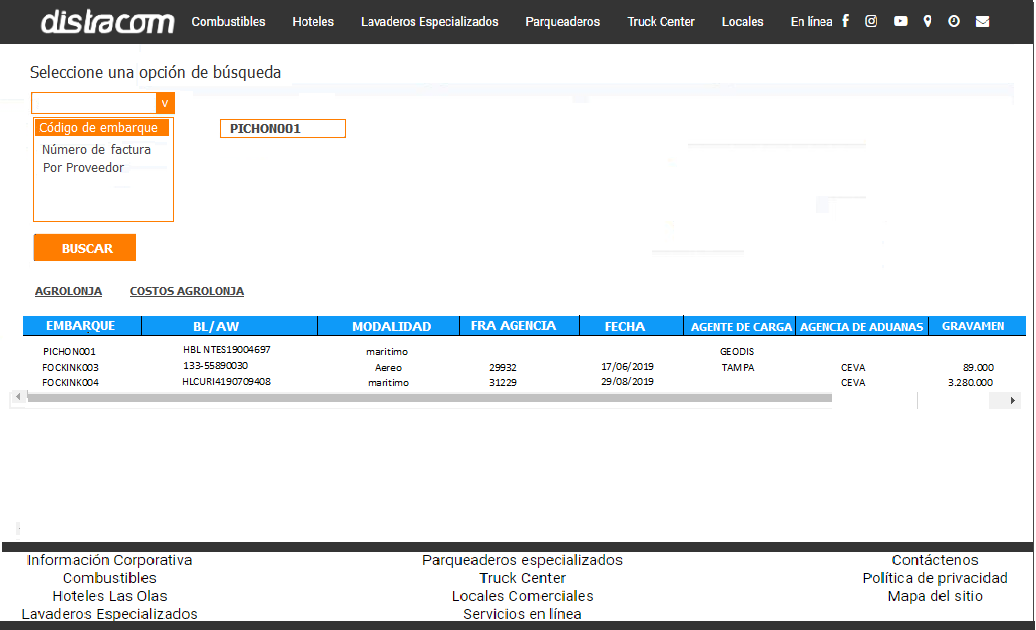 distracom Combustibles Hoteles Lavaderos Especializados Parqueaderos Truck Center Locales En línea
Seleccione una opción de búsqueda
v
Código de embarque PICHON001
Número de factura
Por Proveedor
BUSCAR
AGROLONJA COSTOS AGROLONJA
EMBARQUE BL/AW MODALIDAD FRA AGENCIA FECHA AGENTE DE CARGA AGENCIA DE ADUANAS GRAVAMEN
PICHON001 HBL NTES19004697 maritimo GEODIS
FOCKINK003 133-55890030 Aereo 29932 17/06/2019 TAMPA CEVA 89.000
FOCKINK004 HLCURI4190709408 maritimo 31229 29/08/2019 CEVA 3.280.000
Información Corporativa Parqueaderos especializados Contáctenos
Combustibles Truck Center Política de privacidad
Hoteles Las Olas Locales Comerciales Mapa del sitio
Lavaderos Especializados Servicios en línea